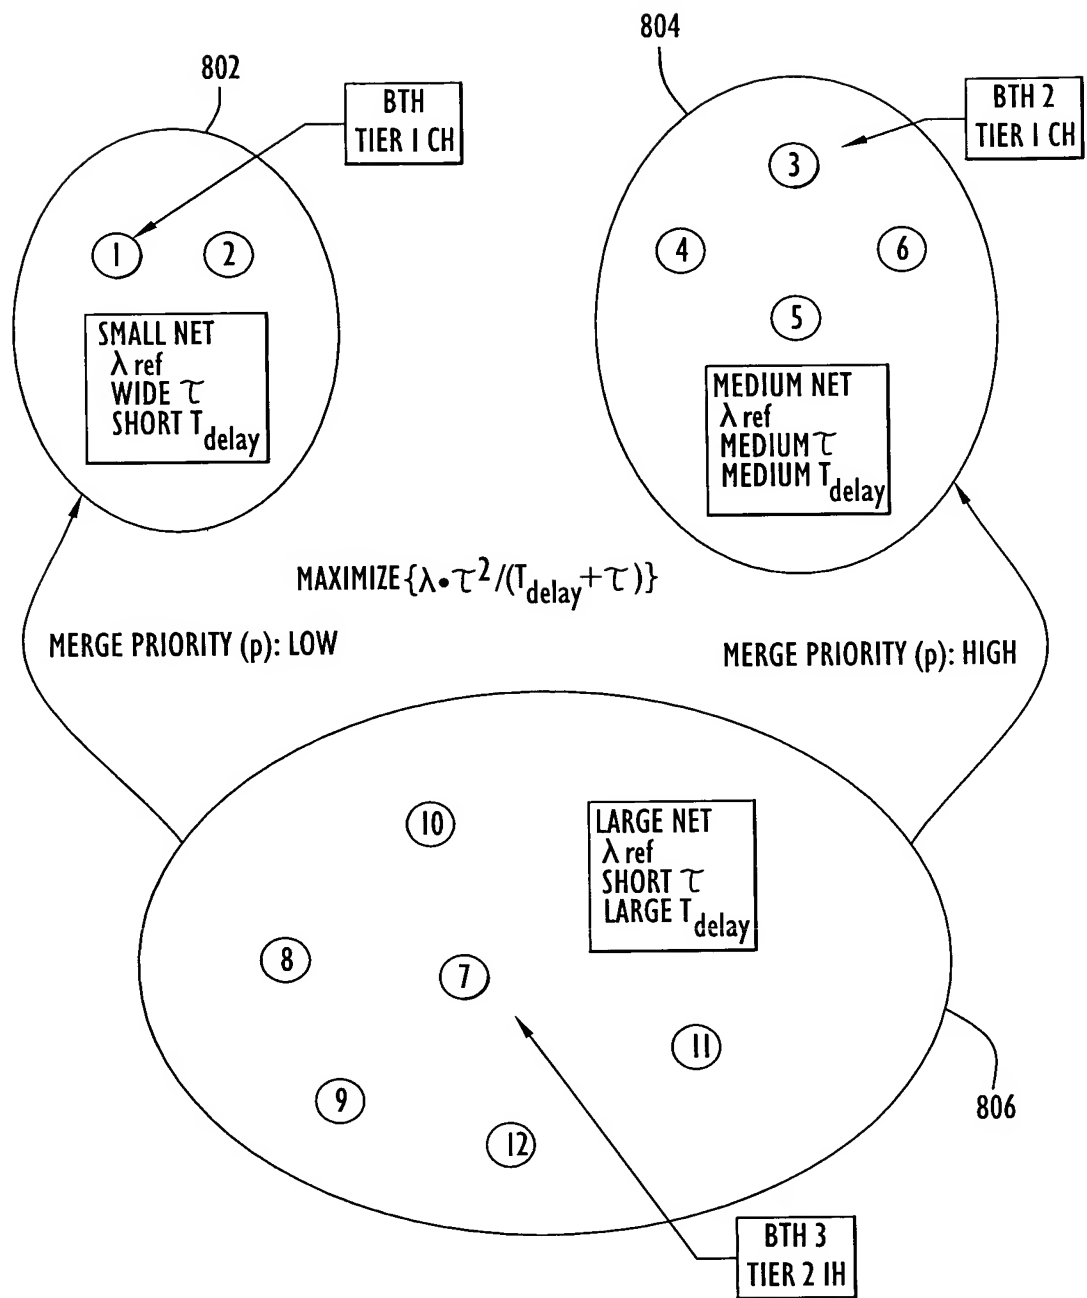 804
802
BTH
TIER 1 CH
BTH 2
TIER 1 CH
3
1
2
4
6
5
SMALL NET
λ ref
WIDE τ
SHORT T_delay
MEDIUM NET
λ ref
MEDIUM τ
MEDIUM T_delay
MAXIMIZE {λ•τ²/(T_delay+τ)}
MERGE PRIORITY (p): LOW
MERGE PRIORITY (p): HIGH
10
LARGE NET
λ ref
SHORT τ
LARGE T_delay
8
7
11
9
12
806
BTH 3
TIER 2 IH